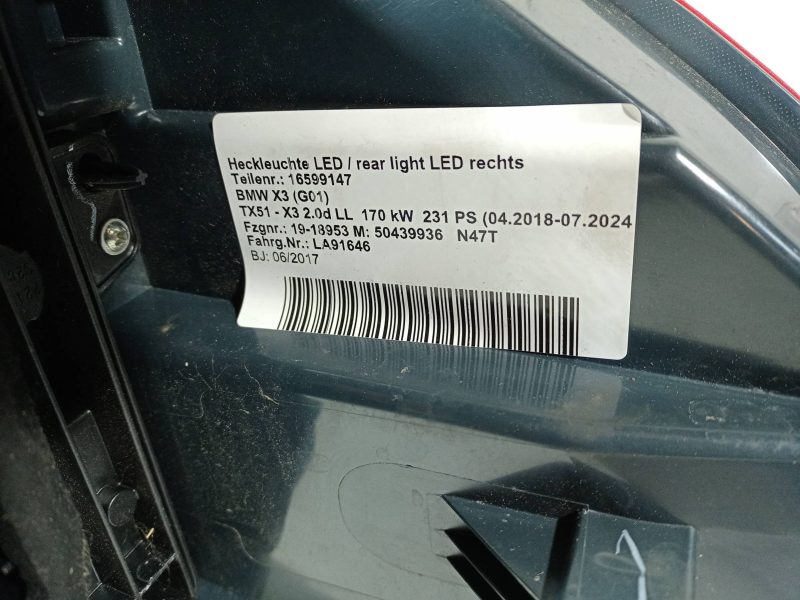 Heckleuchte LED / rear light LED rechts
Teilenr.: 16599147
BMW X3 (G01)
TX51 - X3 2.0d LL 170 kW 231 PS (04.2018-07.2024
Fzgnr.: 19-18953 M: 50439936 N47T
Fahrg.Nr.: LA91646
BJ: 06/2017